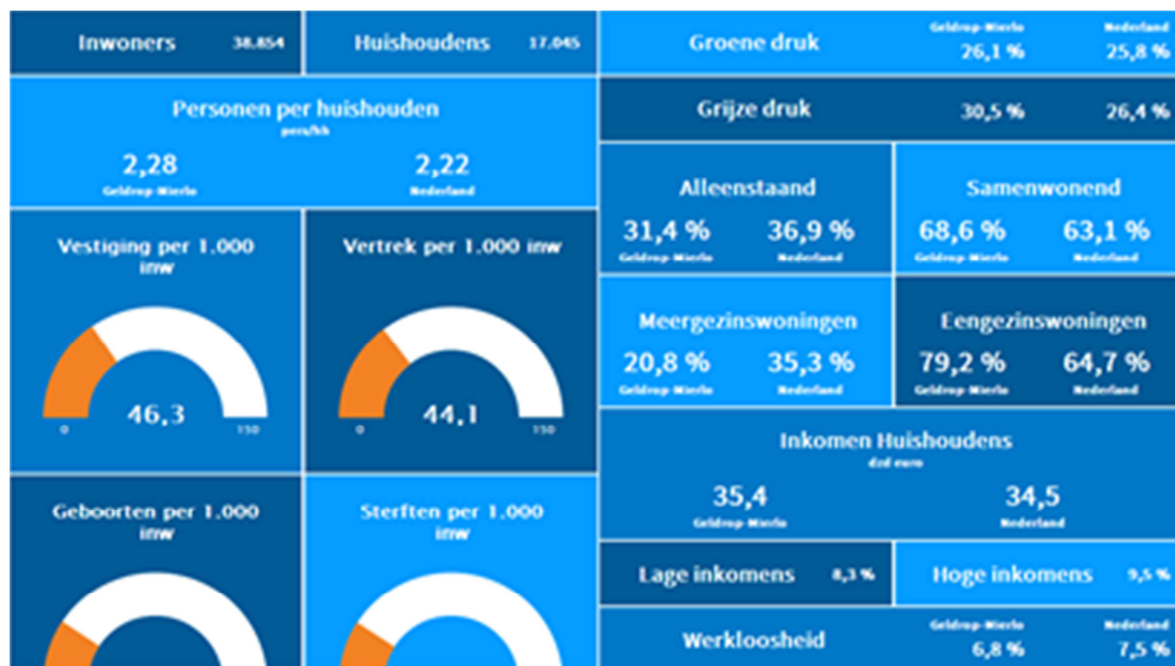 Inwoners 38.854
Huishoudens 17.045
Personen per huishouden
pers/hh
2,28 2,22
Geldrop-Mierlo Nederland
Vestiging per 1.000
inw
46,3
0 150
Vertrek per 1.000 inw
44,1
0 150
Geboorten per 1.000
inw
Sterften per 1.000
inw
Geldrop-Mierlo Nederland
Groene druk 26,1 % 25,8 %
Grijze druk 30,5 % 26,4 %
Alleenstaand
31,4 % 36,9 %
Geldrop-Mierlo Nederland
Samenwonend
68,6 % 63,1 %
Geldrop-Mierlo Nederland
Meergezinswoningen
20,8 % 35,3 %
Geldrop-Mierlo Nederland
Eengezinswoningen
79,2 % 64,7 %
Geldrop-Mierlo Nederland
Inkomen Huishoudens
dzd euro
35,4 34,5
Geldrop-Mierlo Nederland
Lage inkomens 8,3 %
Hoge inkomens 9,5 %
Geldrop-Mierlo Nederland
Werkloosheid 6,8 % 7,5 %